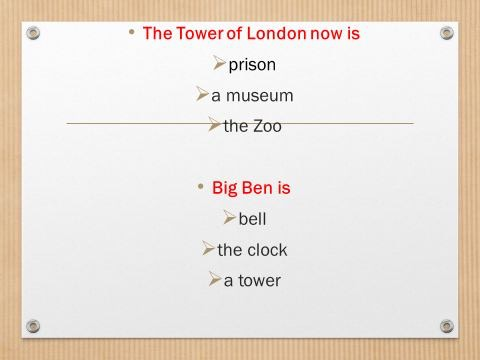 • The Tower of London now is
➢prison
➢a museum
➢the Zoo
• Big Ben is
➢bell
➢the clock
➢a tower